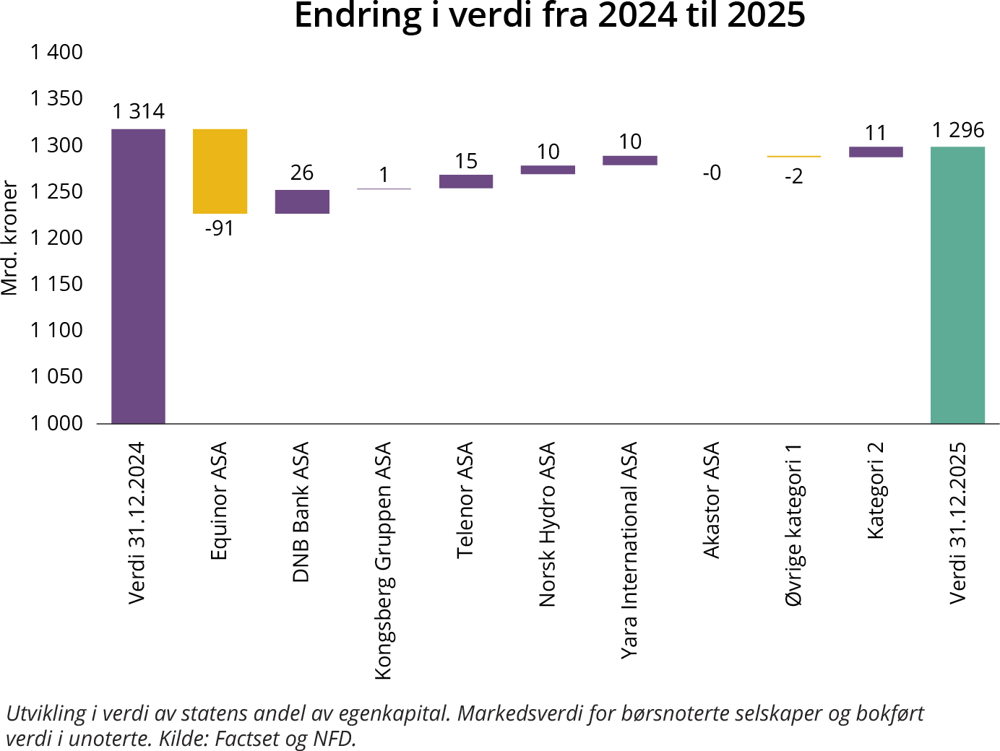 Endring i verdi fra 2024 til 2025
Mrd. kroner
1 400
1 350
1 300
1 250
1 200
1 150
1 100
1 050
1 000
1 314
-91
26
1
15
10
10
-0
-2
11
1 296
Verdi 31.12.2024
Equinor ASA
DNB Bank ASA
Kongsberg Gruppen ASA
Telenor ASA
Norsk Hydro ASA
Yara International ASA
Akastor ASA
Øvrige kategori 1
Kategori 2
Verdi 31.12.2025
Utvikling i verdi av statens andel av egenkapital. Markedsverdi for børsnoterte selskaper og bokført
verdi i unoterte. Kilde: Factset og NFD.